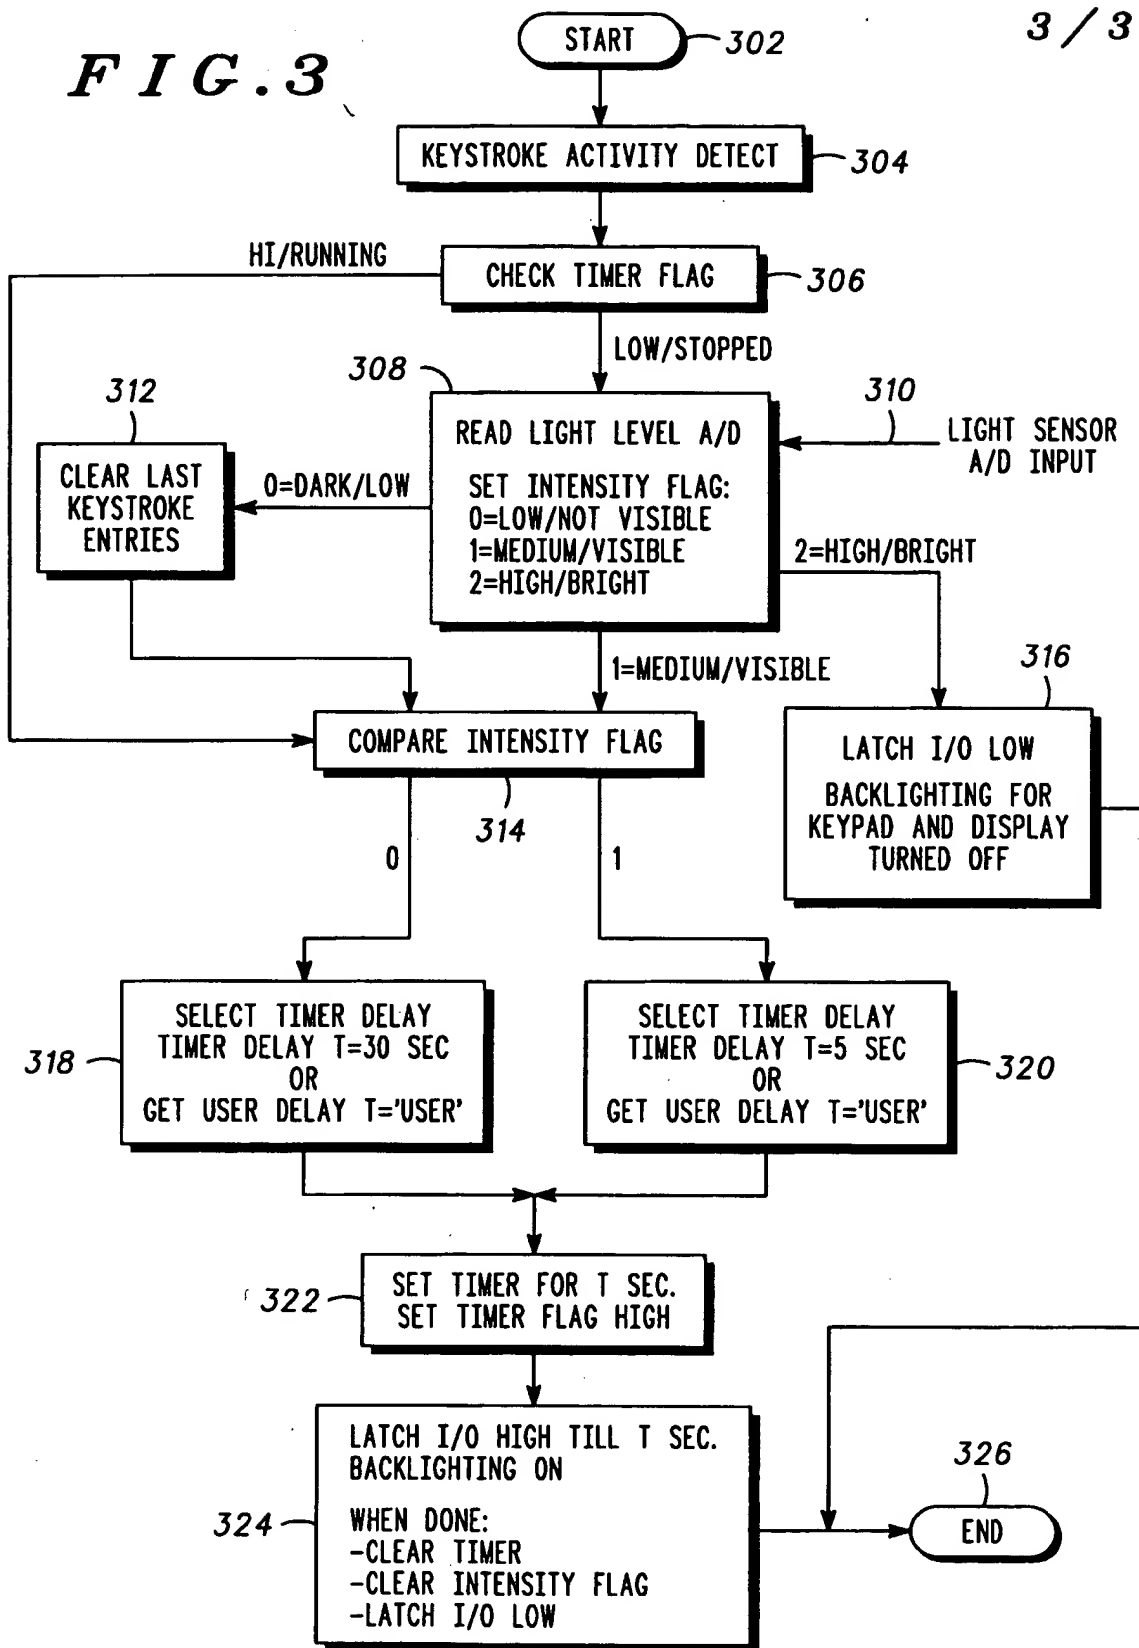 3/3
FIG.3
START
302
KEYSTROKE ACTIVITY DETECT
304
HI/RUNNING
CHECK TIMER FLAG
306
LOW/STOPPED
308
310
312
READ LIGHT LEVEL A/D
SET INTENSITY FLAG:
0=LOW/NOT VISIBLE
1=MEDIUM/VISIBLE
2=HIGH/BRIGHT
LIGHT SENSOR
A/D INPUT
CLEAR LAST
KEYSTROKE
ENTRIES
0=DARK/LOW
2=HIGH/BRIGHT
1=MEDIUM/VISIBLE
316
COMPARE INTENSITY FLAG
314
LATCH I/O LOW
BACKLIGHTING FOR
KEYPAD AND DISPLAY
TURNED OFF
0
1
318
SELECT TIMER DELAY
TIMER DELAY T=30 SEC
OR
GET USER DELAY T='USER'
SELECT TIMER DELAY
TIMER DELAY T=5 SEC
OR
GET USER DELAY T='USER'
320
322
SET TIMER FOR T SEC.
SET TIMER FLAG HIGH
324
LATCH I/O HIGH TILL T SEC.
BACKLIGHTING ON
WHEN DONE:
-CLEAR TIMER
-CLEAR INTENSITY FLAG
-LATCH I/O LOW
326
END